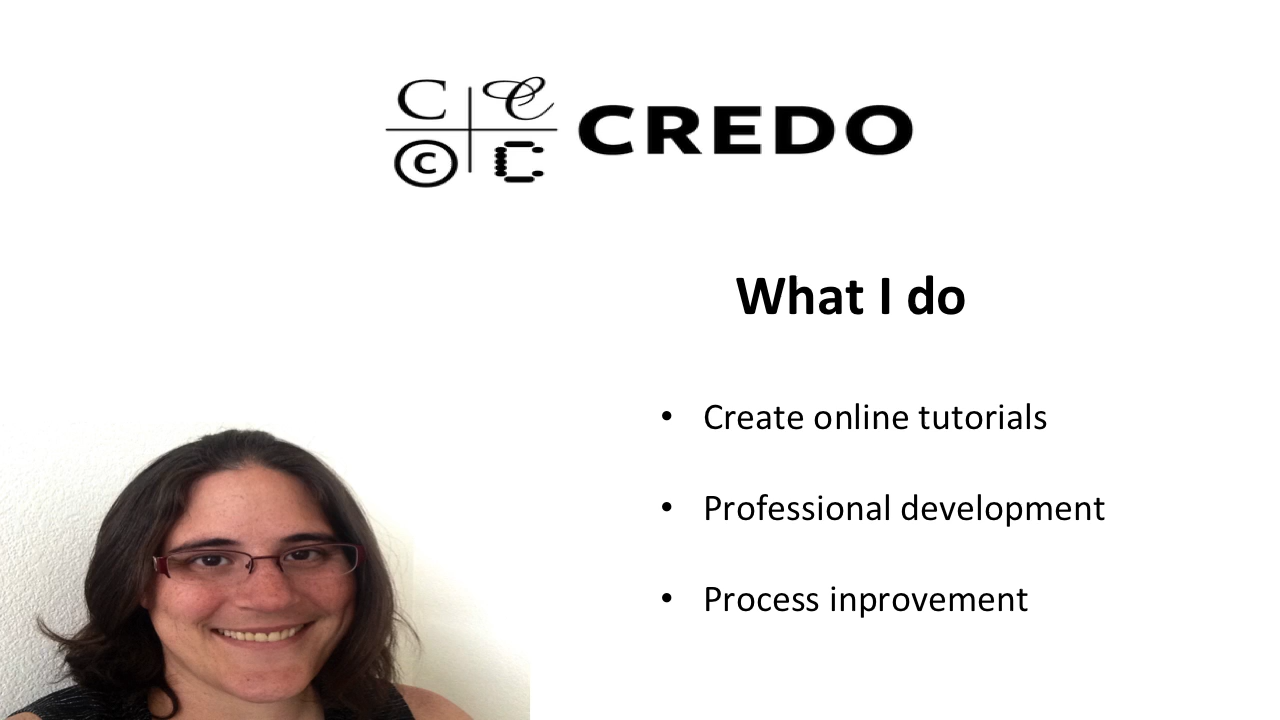 C C
© C
CREDO
What I do
• Create online tutorials
• Professional development
• Process inprovement